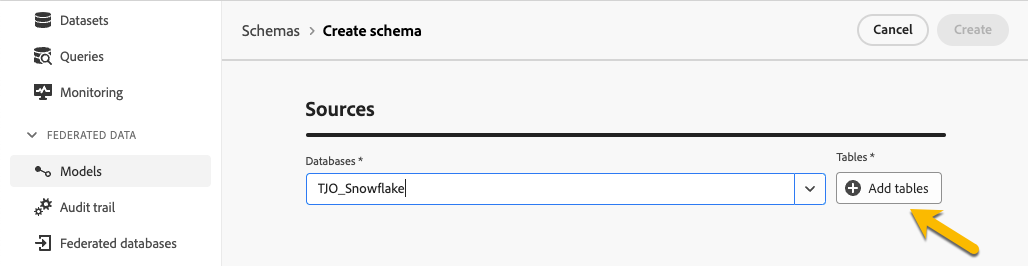 Datasets
Queries
Monitoring
FEDERATED DATA
Models
Audit trail
Federated databases
Schemas > Create schema
Cancel
Create
Sources
Databases *
TJO_Snowflake
Tables *
Add tables